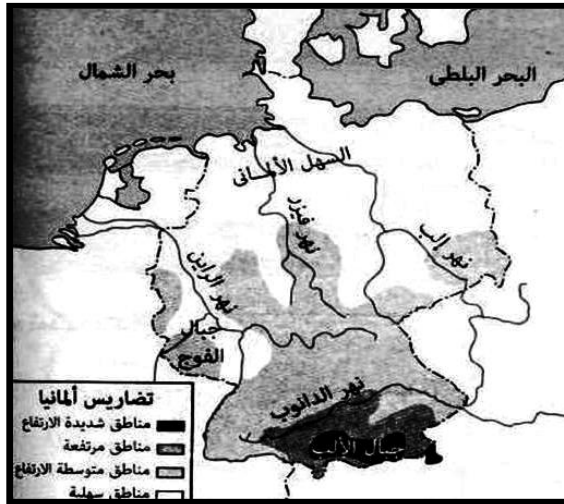 بحر الشمال
البحر البلطى
السهل الألمانى
نهر فيزر
نهر الب
نهر الراين
جبال
الفوج
نهر الدانوب
جبال الألب
تضاريس ألمانيا
مناطق شديدة الارتفاع
مناطق مرتفعة
مناطق متوسطة الارتفاع
مناطق سهلية